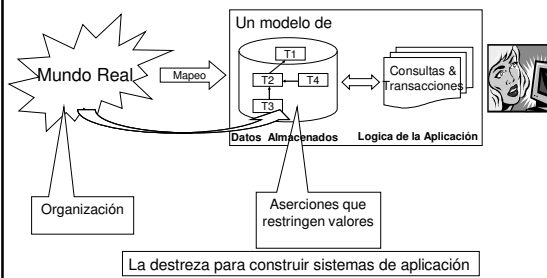 Un modelo de
Mundo Real
Mapeo
T1
T2
T4
T3
Consultas &
Transacciones
Datos Almacenados
Logica de la Aplicación
Organización
Aserciones que
restringen valores
La destreza para construir sistemas de aplicación